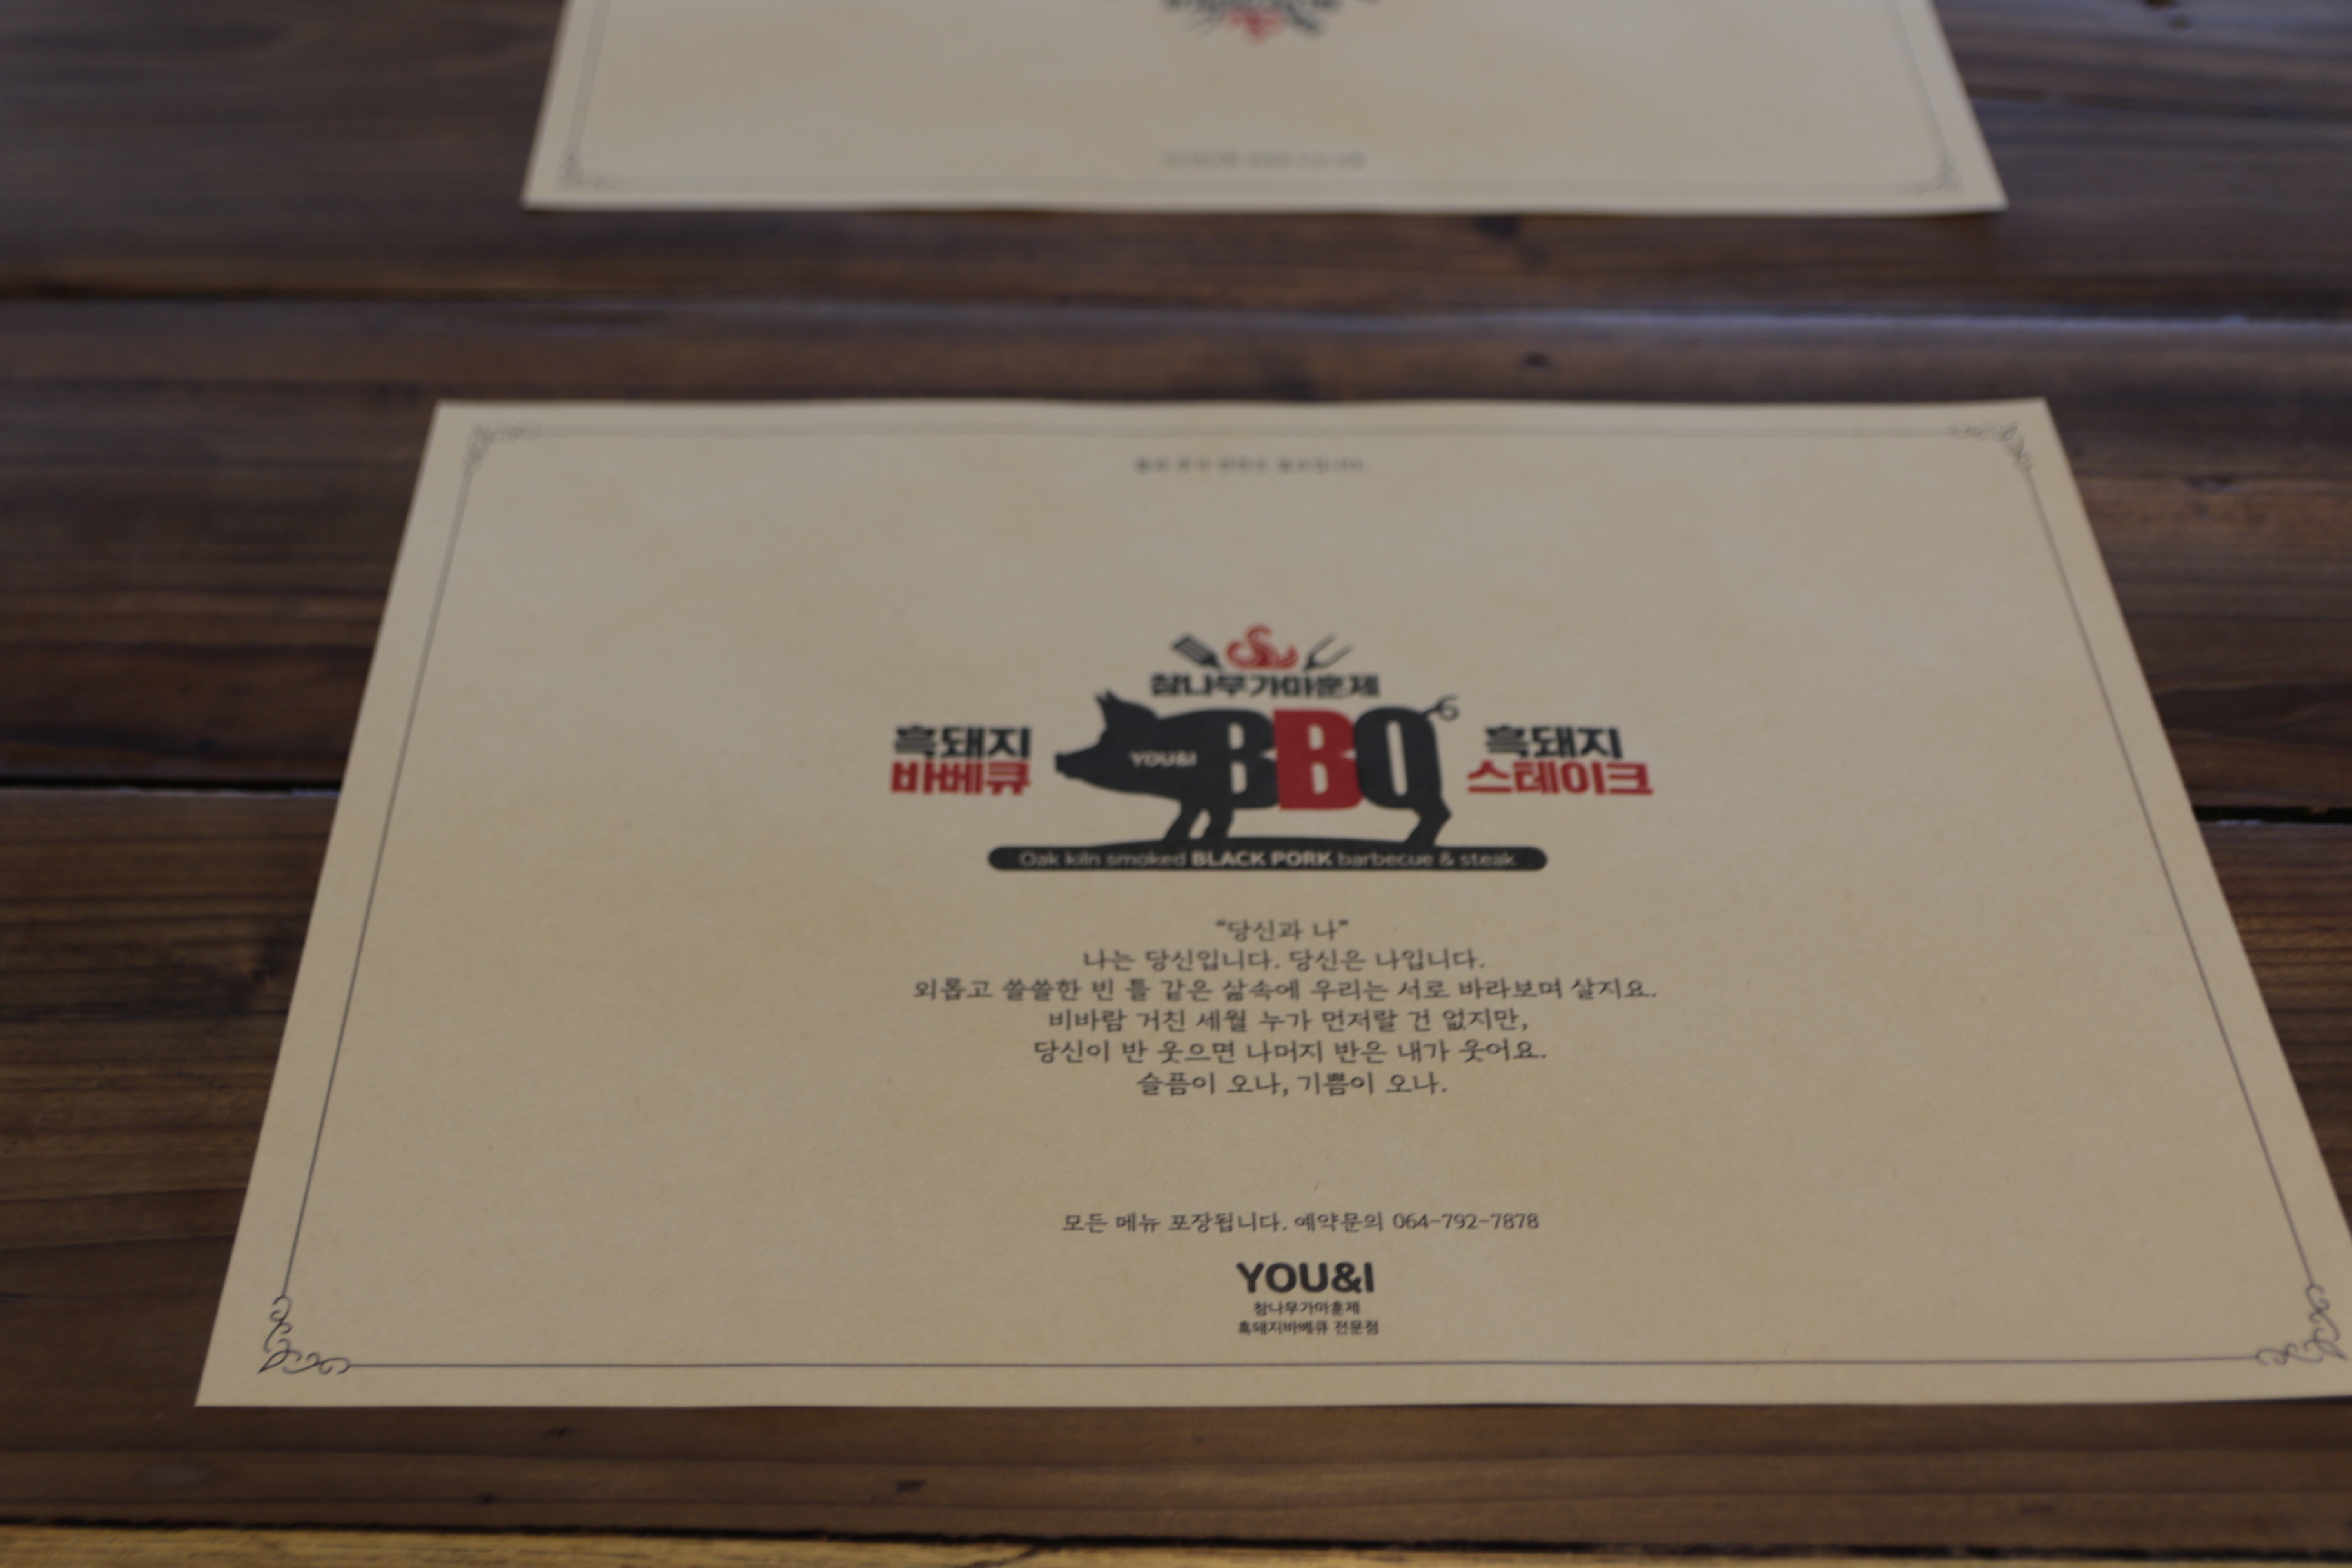 참나무가마훈제
흑돼지
바베큐
YOU&I
BBQ
흑돼지
스테이크
Oak kiln smoked BLACK PORK barbecue & steak
"당신과 나"
나는 당신입니다. 당신은 나입니다.
외롭고 쓸쓸한 빈 틀 같은 삶속에 우리는 서로 바라보며 살지요.
비바람 거친 세월 누가 먼저랄 건 없지만,
당신이 반 웃으면 나머지 반은 내가 웃어요.
슬픔이 오나, 기쁨이 오나.
모든 메뉴 포장됩니다. 예약문의 064-792-7878
YOU&I
참나무가마훈제
흑돼지바베큐 전문점